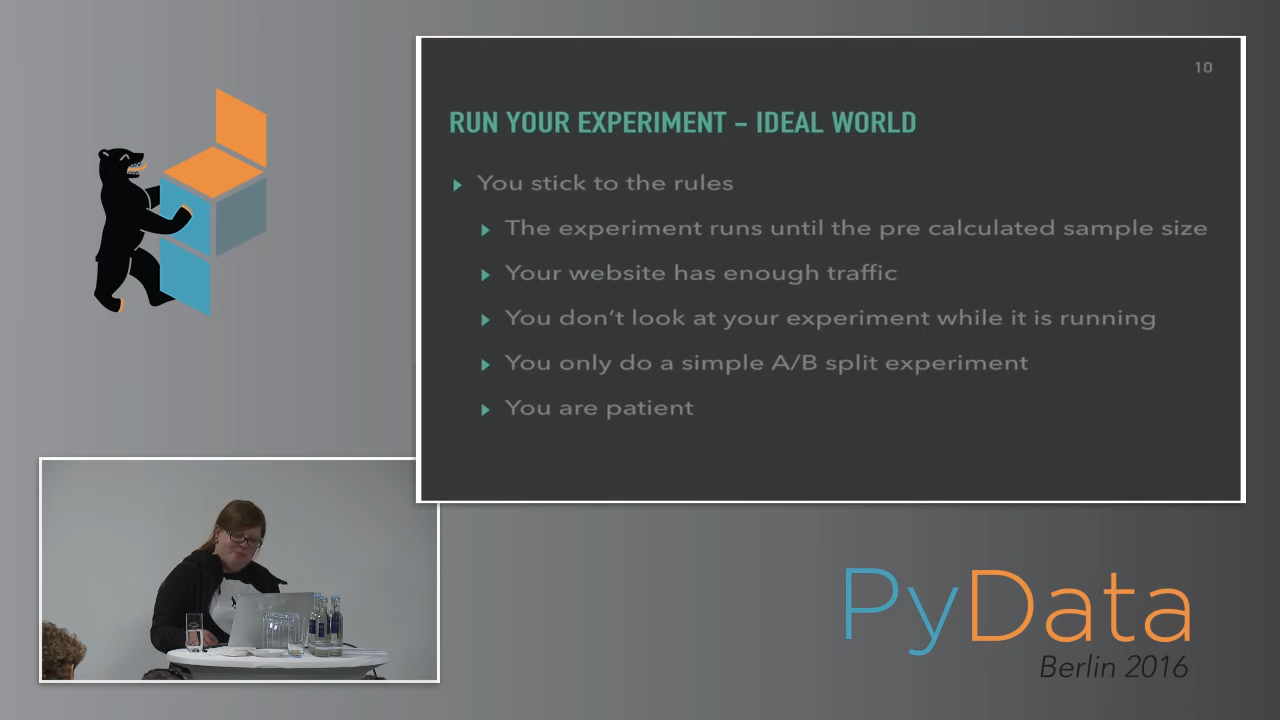 10
RUN YOUR EXPERIMENT – IDEAL WORLD
You stick to the rules
The experiment runs until the pre calculated sample size
Your website has enough traffic
You don't look at your experiment while it is running
You only do a simple A/B split experiment
You are patient
PyData
Berlin 2016